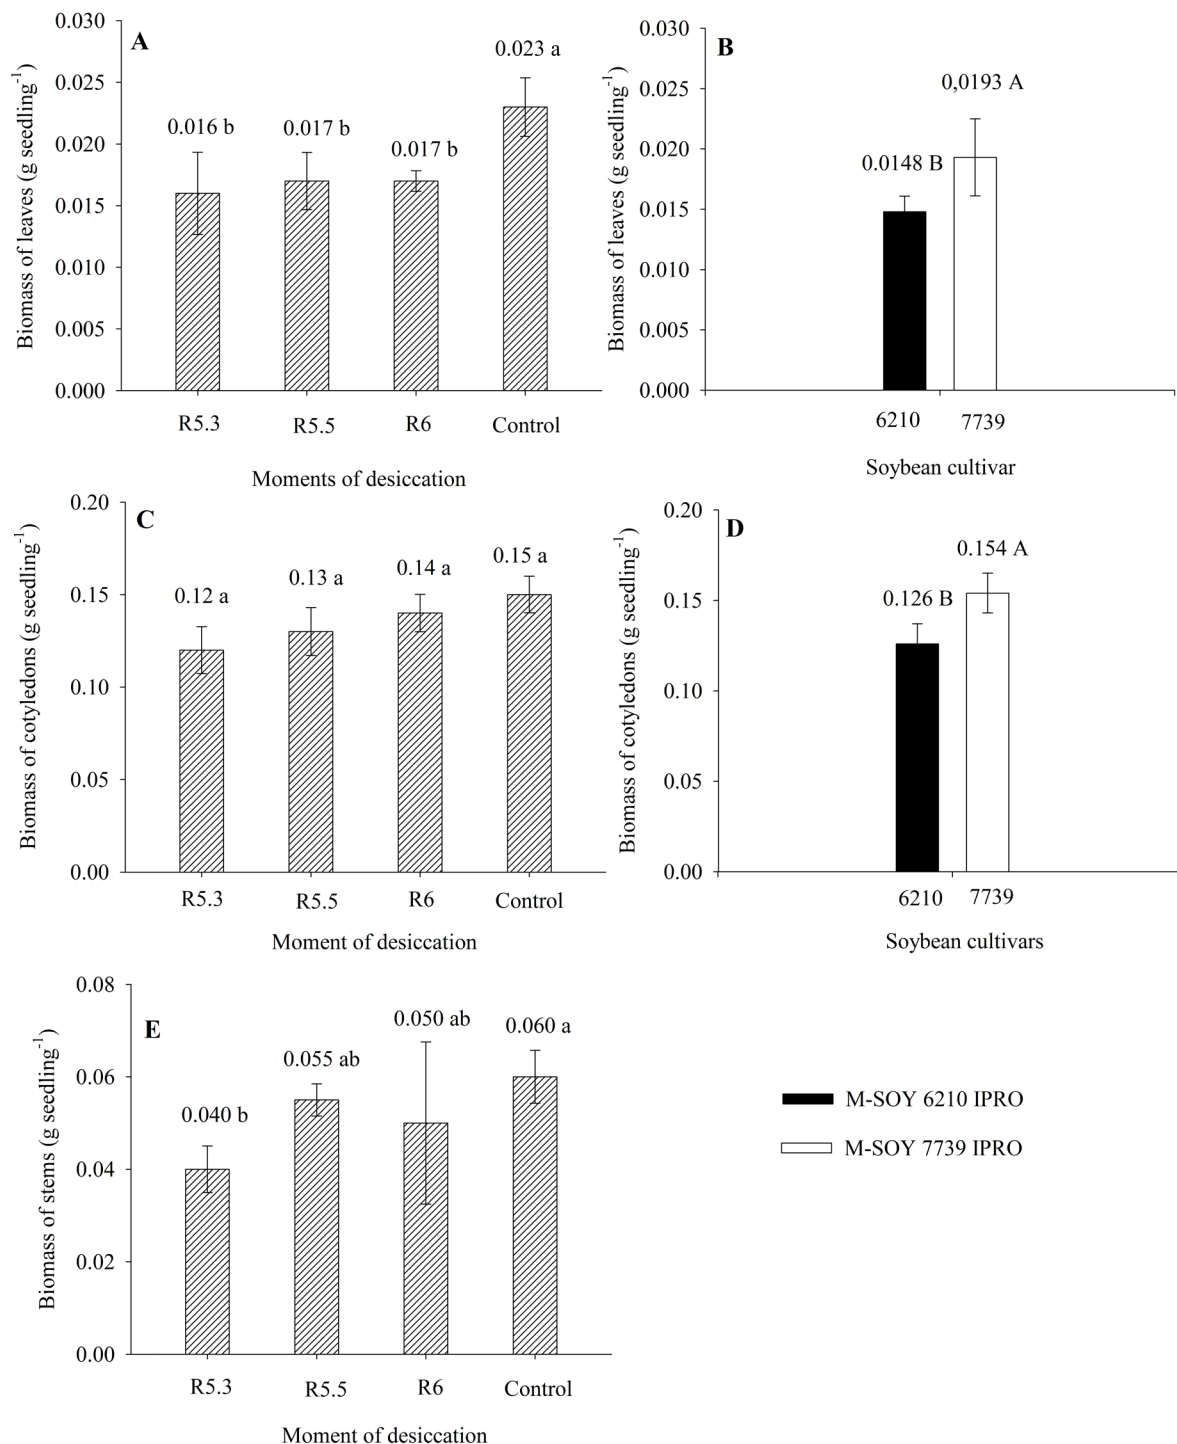 A
Biomass of leaves (g seedling-1)
0.030
0.025
0.020
0.015
0.010
0.005
0.000
0.016 b
0.017 b
0.017 b
0.023 a
R5.3
R5.5
R6
Control
Moments of desiccation
B
Biomass of leaves (g seedling-1)
0.030
0.025
0.020
0.015
0.010
0.005
0.000
0.0148 B
0,0193 A
6210
7739
Soybean cultivar
C
Biomass of cotyledons (g seedling-1)
0.20
0.15
0.10
0.05
0.00
0.12 a
0.13 a
0.14 a
0.15 a
R5.3
R5.5
R6
Control
Moment of desiccation
D
Biomass of cotyledons (g seedling-1)
0.20
0.15
0.10
0.05
0.00
0.126 B
0.154 A
6210
7739
Soybean cultivars
E
Biomass of stems (g seedling-1)
0.08
0.06
0.04
0.02
0.00
0.040 b
0.055 ab
0.050 ab
0.060 a
R5.3
R5.5
R6
Control
Moment of desiccation
M-SOY 6210 IPRO
M-SOY 7739 IPRO